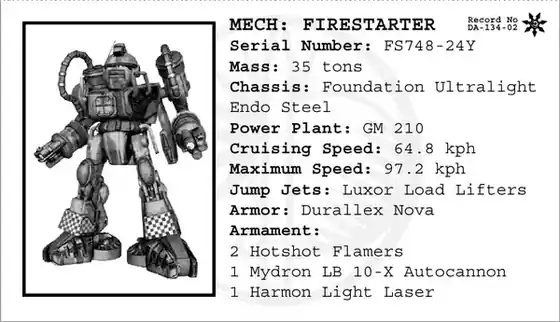 MECH: FIRESTARTER
Record No
DA-134-02
Serial Number: FS748-24Y
Mass: 35 tons
Chassis: Foundation Ultralight
Endo Steel
Power Plant: GM 210
Cruising Speed: 64.8 kph
Maximum Speed: 97.2 kph
Jump Jets: Luxor Load Lifters
Armor: Durallex Nova
Armament:
2 Hotshot Flamers
1 Mydron LB 10-X Autocannon
1 Harmon Light Laser